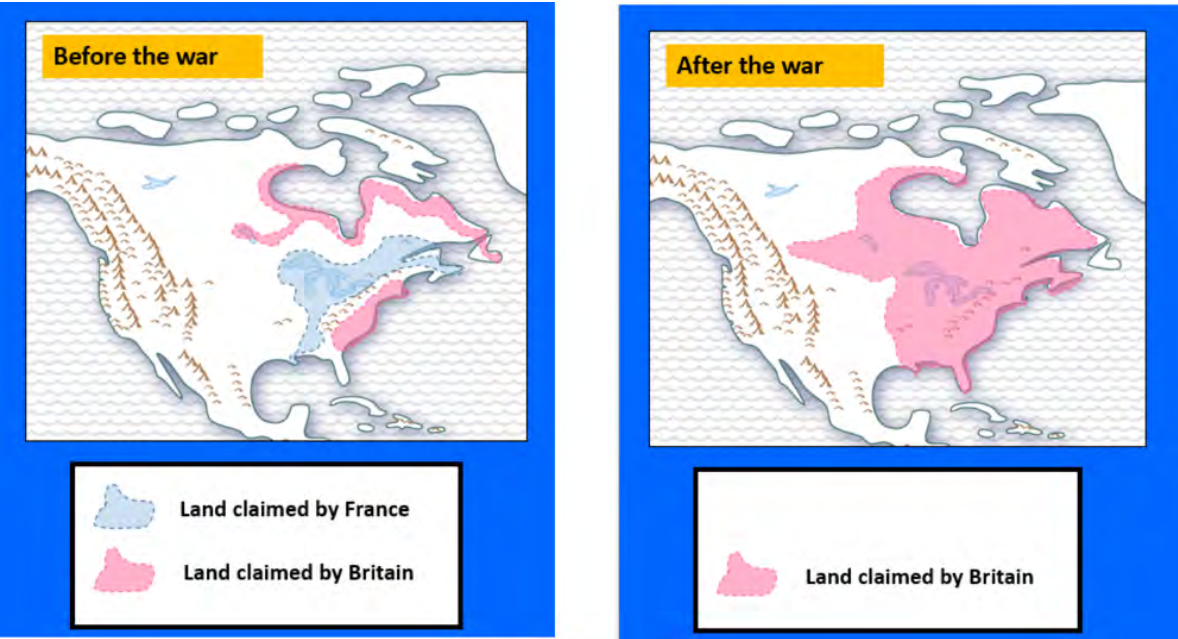 Before the war
Land claimed by France
Land claimed by Britain
After the war
Land claimed by Britain